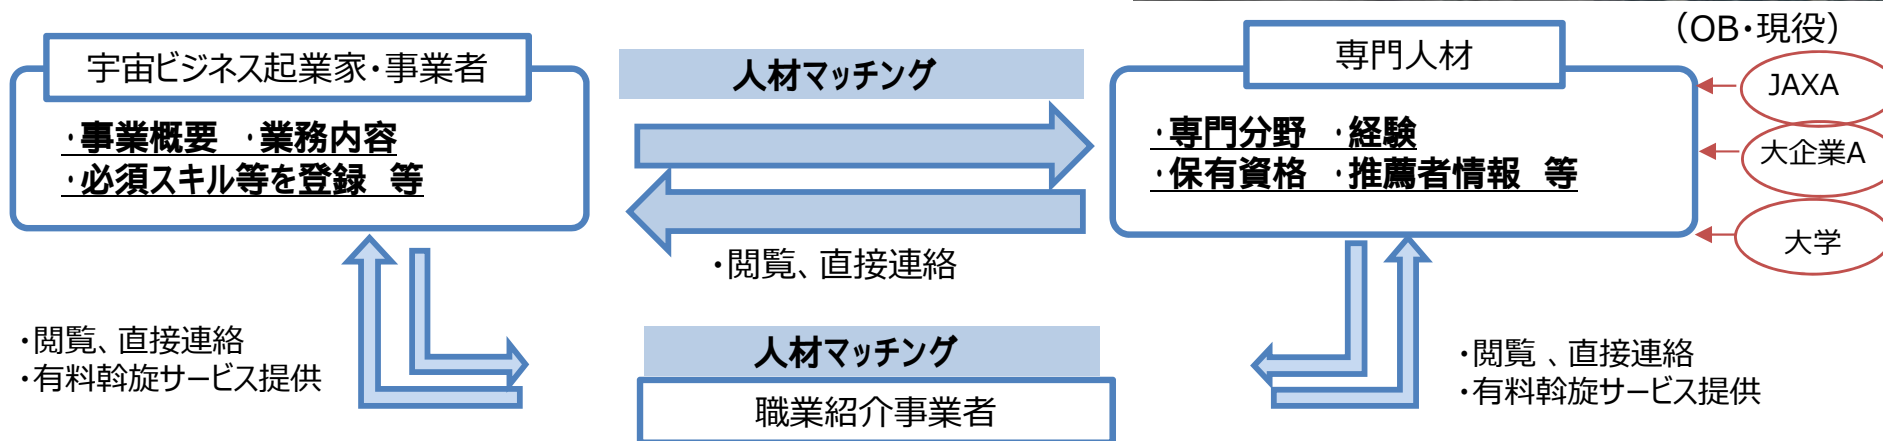 宇宙ビジネス起業家・事業者
・事業概要 ・業務内容
・必須スキル等を登録 等
人材マッチング
・閲覧、直接連絡
専門人材
・専門分野 ・経験
・保有資格 ・推薦者情報 等
（OB・現役）
JAXA
大企業A
大学
・閲覧、直接連絡
・有料斡旋サービス提供
人材マッチング
職業紹介事業者
・閲覧 、直接連絡
・有料斡旋サービス提供